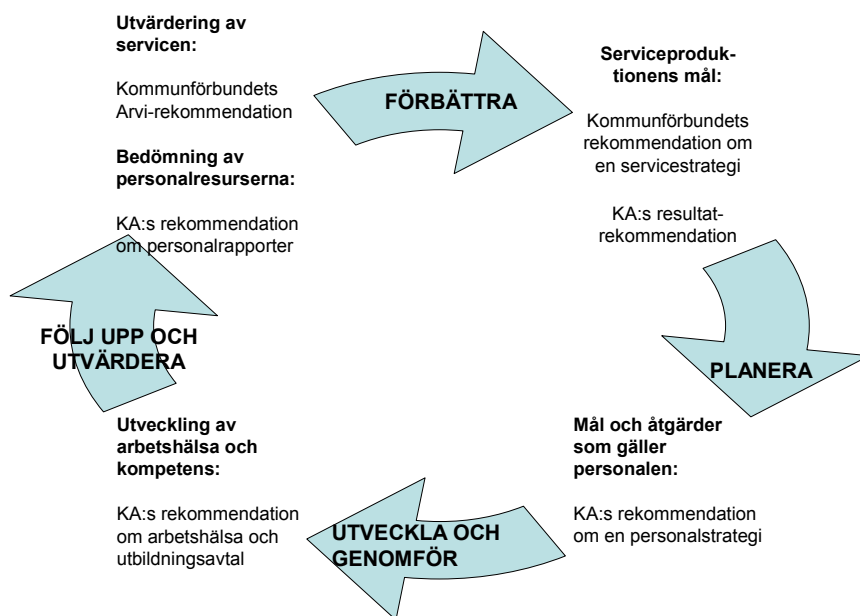 Utvärdering av
servicen:
Kommunförbundets
Arvi-rekommendation
Bedömning av
personalresurserna:
KA:s rekommendation
om personalrapporter
FÖRBÄTTRA
Serviceproduk-
tionens mål:
Kommunförbundets
rekommendation om
en servicestrategi
KA:s resultat-
rekommendation
PLANERA
Mål och åtgärder
som gäller
personalen:
KA:s rekommendation
om en personalstrategi
UTVECKLA OCH
GENOMFÖR
Utveckling av
arbetshälsa och
kompetens:
KA:s rekommendation
om arbetshälsa och
utbildningsavtal
FÖLJ UPP OCH
UTVÄRDERA